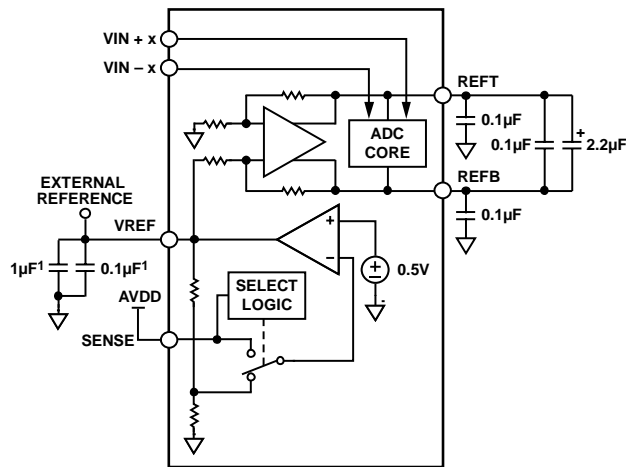 VIN + x
VIN – x
REFT
0.1µF
0.1µF
+
2.2µF
ADC
CORE
REFB
0.1µF
EXTERNAL
REFERENCE
VREF
+
–
0.5V
+
–
1µF¹
0.1µF¹
SELECT
LOGIC
AVDD
SENSE